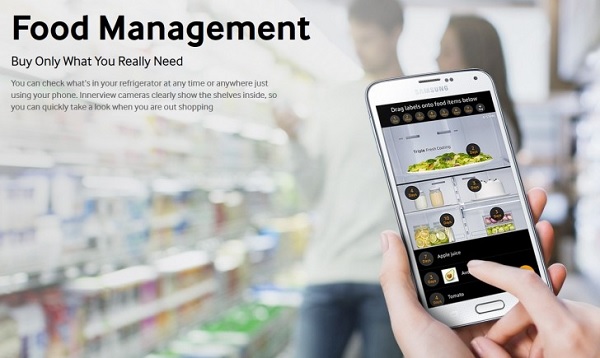 Food Management
Buy Only What You Really Need
You can check what's in your refrigerator at any time or anywhere just
using your phone. Innerview cameras clearly show the shelves inside, so
you can quickly take a look when you are out shopping
SAMSUNG
Drag labels onto food items below
Triple Fresh Cooling
Apple juice
Tomato